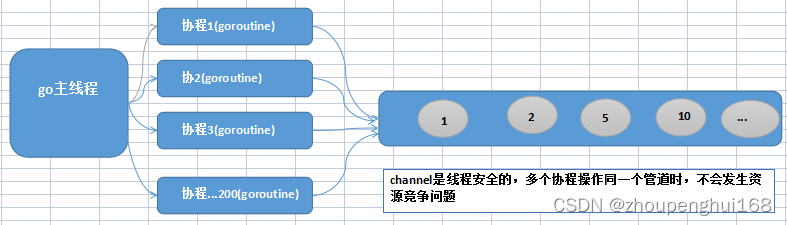 go主线程
协程1(goroutine)
协2(goroutine)
协程3(goroutine)
协程...200(goroutine)
1 2 5 10 ...
channel是线程安全的，多个协程操作同一个管道时，不会发生资
源竞争问题
CSDN @zhoupenghui168